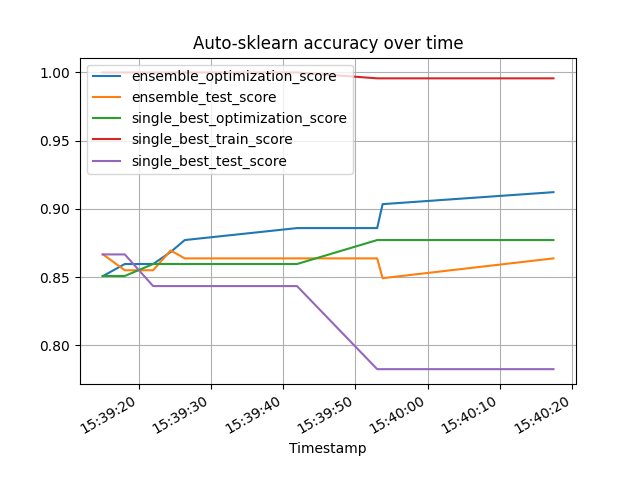 Auto-sklearn accuracy over time
1.00
0.95
0.90
0.85
0.80
ensemble_optimization_score
ensemble_test_score
single_best_optimization_score
single_best_train_score
single_best_test_score
15:39:20
15:39:30
15:39:40
15:39:50
15:40:00
15:40:10
15:40:20
Timestamp